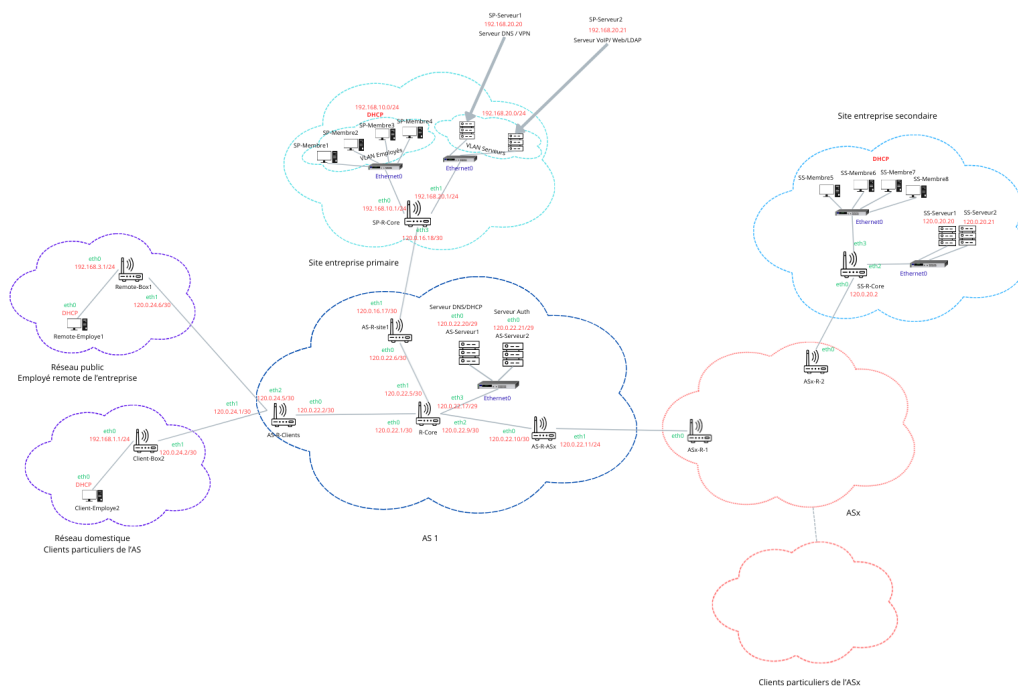 SP-Serveur1
192.168.20.20
Serveur DNS / VPN
SP-Serveur2
192.168.20.21
Serveur VoIP/ Web/LDAP
192.168.10.0/24
DHCP
SP-Membre1
SP-Membre2
SP-Membre3
SP-Membre4
VLAN Employés
Ethernet0
192.168.20.0/24
VLAN Serveurs
Ethernet0
eth0
192.168.10.1/24
eth1
192.168.20.1/24
SP-R-Core
eth3
120.0.16.18/30
Site entreprise primaire
Site entreprise secondaire
DHCP
SS-Membre5
SS-Membre6
SS-Membre7
SS-Membre8
Ethernet0
SS-Serveur1
120.0.20.20
SS-Serveur2
120.0.20.21
Ethernet0
eth3
eth2
eth0
SS-R-Core
120.0.20.2
eth0
192.168.3.1/24
Remote-Box1
eth1
120.0.24.6/30
eth0
DHCP
Remote-Employe1
Réseau public
Employé remote de l'entreprise
eth0
192.168.1.1/24
Client-Box2
eth1
120.0.24.2/30
eth0
DHCP
Client-Employe2
Réseau domestique
Clients particuliers de l'AS
eth1
120.0.16.17/30
AS-R-site1
eth0
120.0.22.6/30
Serveur DNS/DHCP
eth0
120.0.22.20/29
AS-Serveur1
Serveur Auth
eth0
120.0.22.21/29
AS-Serveur2
Ethernet0
eth2
120.0.24.5/30
eth1
120.0.24.1/30
eth0
120.0.22.2/30
AS-R-Clients
eth1
120.0.22.5/30
eth3
120.0.22.17/29
eth0
120.0.22.1/30
R-Core
eth2
120.0.22.9/30
eth0
120.0.22.10/30
AS-R-ASx
eth1
120.0.22.11/24
AS 1
eth0
ASx-R-1
eth0
ASx-R-2
ASx
Clients particuliers de l'ASx